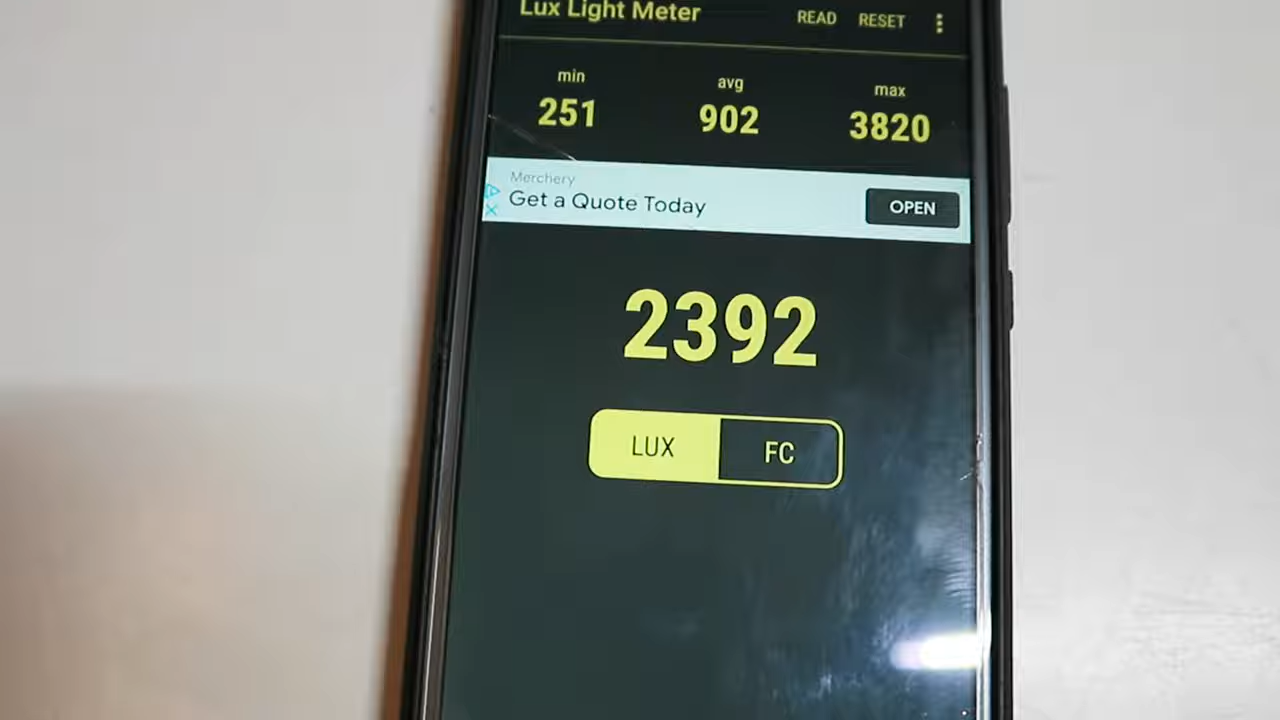 Lux Light Meter READ RESET
min avg max
251 902 3820
Merchery
Get a Quote Today OPEN
2392
LUX FC